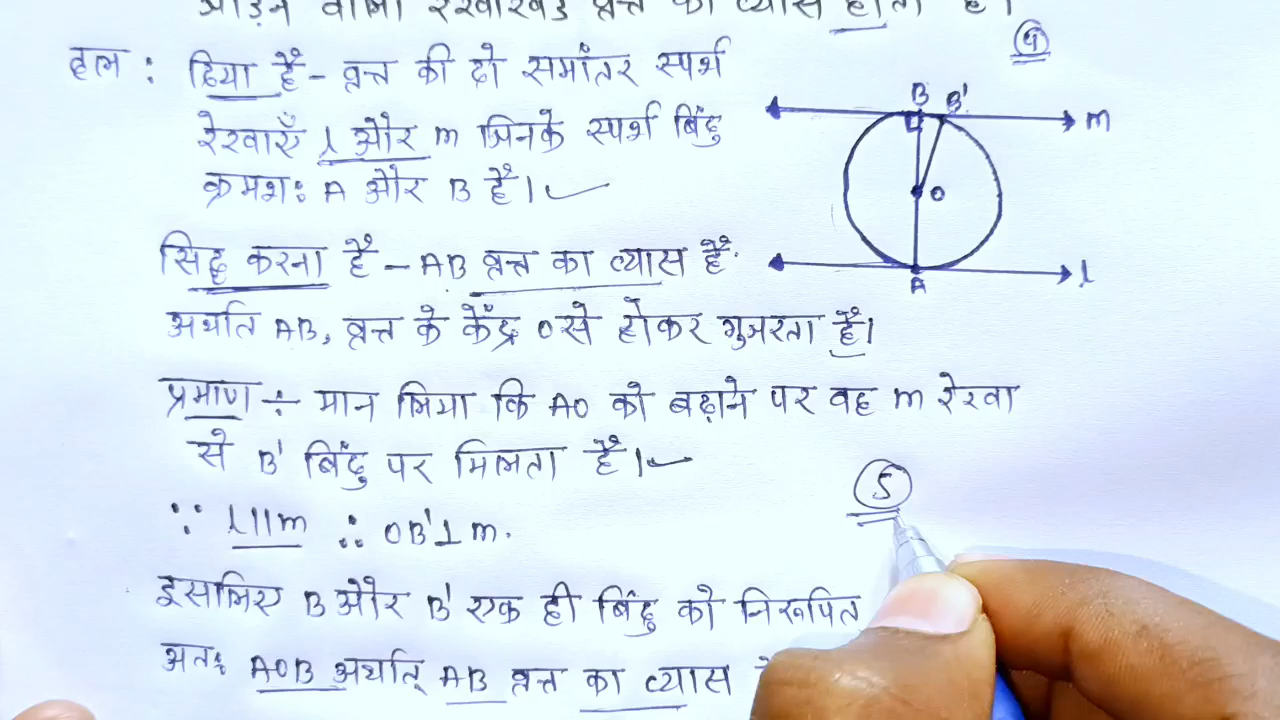 जोड़ने वाला रेखाखंड वृत्त का व्यास होता है।
हल : दिया है - वृत्त की दो समांतर स्पर्श
रेखाएँ l और m जिनके स्पर्श बिंदु
क्रमशः A और B है।
सिद्ध करना है - AB वृत्त का व्यास है.
अर्थात AB, वृत्त के केंद्र O से होकर गुजरता है।
प्रमाण ÷ मान लिया कि AO को बढ़ाने पर वह m रेखा
से B' बिंदु पर मिलता है।
∵ l||m ∴ OB'⊥m.
इसलिए B और B' एक ही बिंदु को निरूपित
अतः AOB अर्थात् AB वृत्त का व्यास
4
B B'
m
O
l
A
5